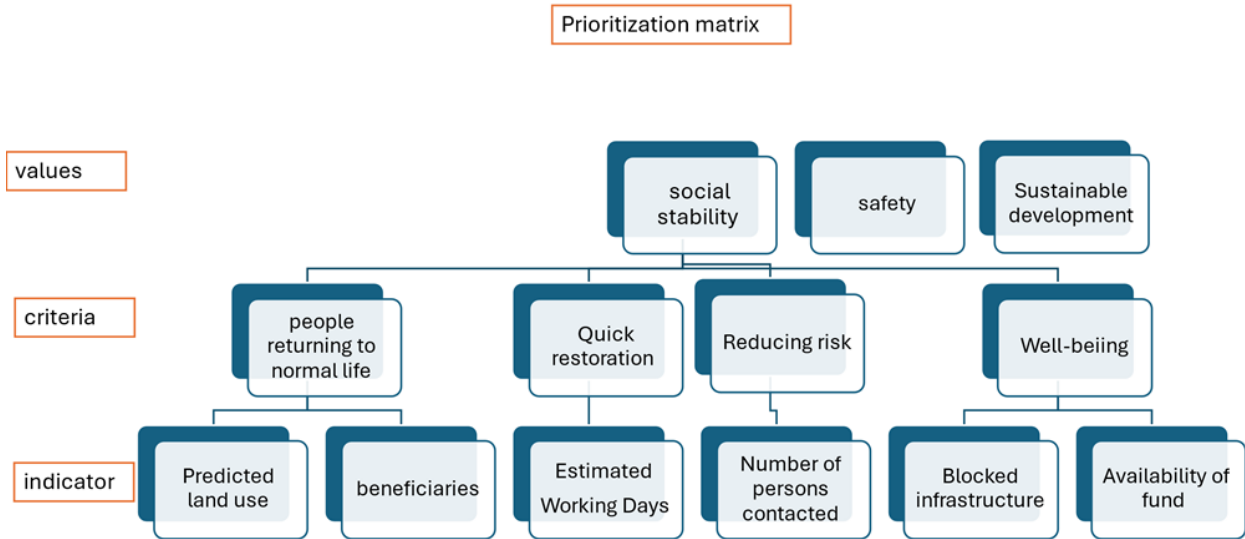 Prioritization matrix
values
social
stability
safety
Sustainable
development
criteria
people
returning to
normal life
Quick
restoration
Reducing risk
Well-beiing
indicator
Predicted
land use
beneficiaries
Estimated
Working Days
Number of
persons
contacted
Blocked
infrastructure
Availability of
fund